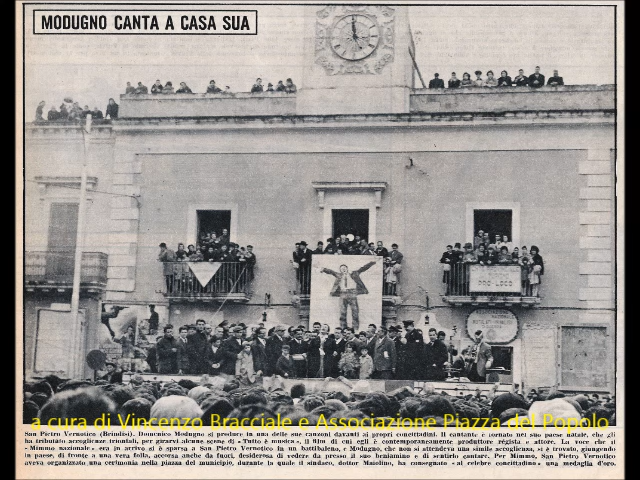 MODUGNO CANTA A CASA SUA
PRO-LOCO
a cura di Vincenzo Bracciale e Associazione Piazza del Popolo
San Pietro Vernotico (Brindisi). Domenico Modugno si produce in una delle sue canzoni davanti ai propri concittadini. Il cantante è tornato nel suo paese natale, che gli
ha tributato accoglienze trionfali, per girarvi alcune scene di «Tutto è musica», il film di cui egli è contemporaneamente produttore regista e attore. La voce che il
«Mimmo nazionale» era in arrivo si è sparsa a San Pietro Vernotico in un battibaleno, e Modugno, che non si attendeva una simile accoglienza, si è trovato, giungendo
in paese, di fronte a una vera folla, accorsa anche da fuori, desiderosa di vedere da presso il suo beniamino e di sentirlo cantare. Per Mimmo, San Pietro Vernotico
aveva organizzato una cerimonia nella piazza del municipio, durante la quale il sindaco, dottor Maiolino, ha consegnato «al celebre concittadino» una medaglia d'oro.